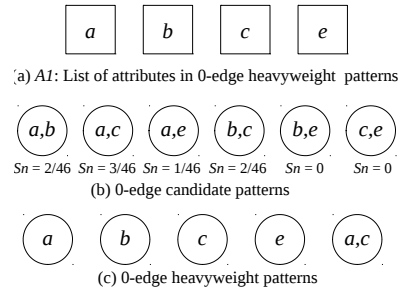 a b c e
(a) A1: List of attributes in 0-edge heavyweight patterns
a,b a,c a,e b,c b,e c,e
Sn = 2/46 Sn = 3/46 Sn = 1/46 Sn = 2/46 Sn = 0 Sn = 0
(b) 0-edge candidate patterns
a b c e a,c
(c) 0-edge heavyweight patterns